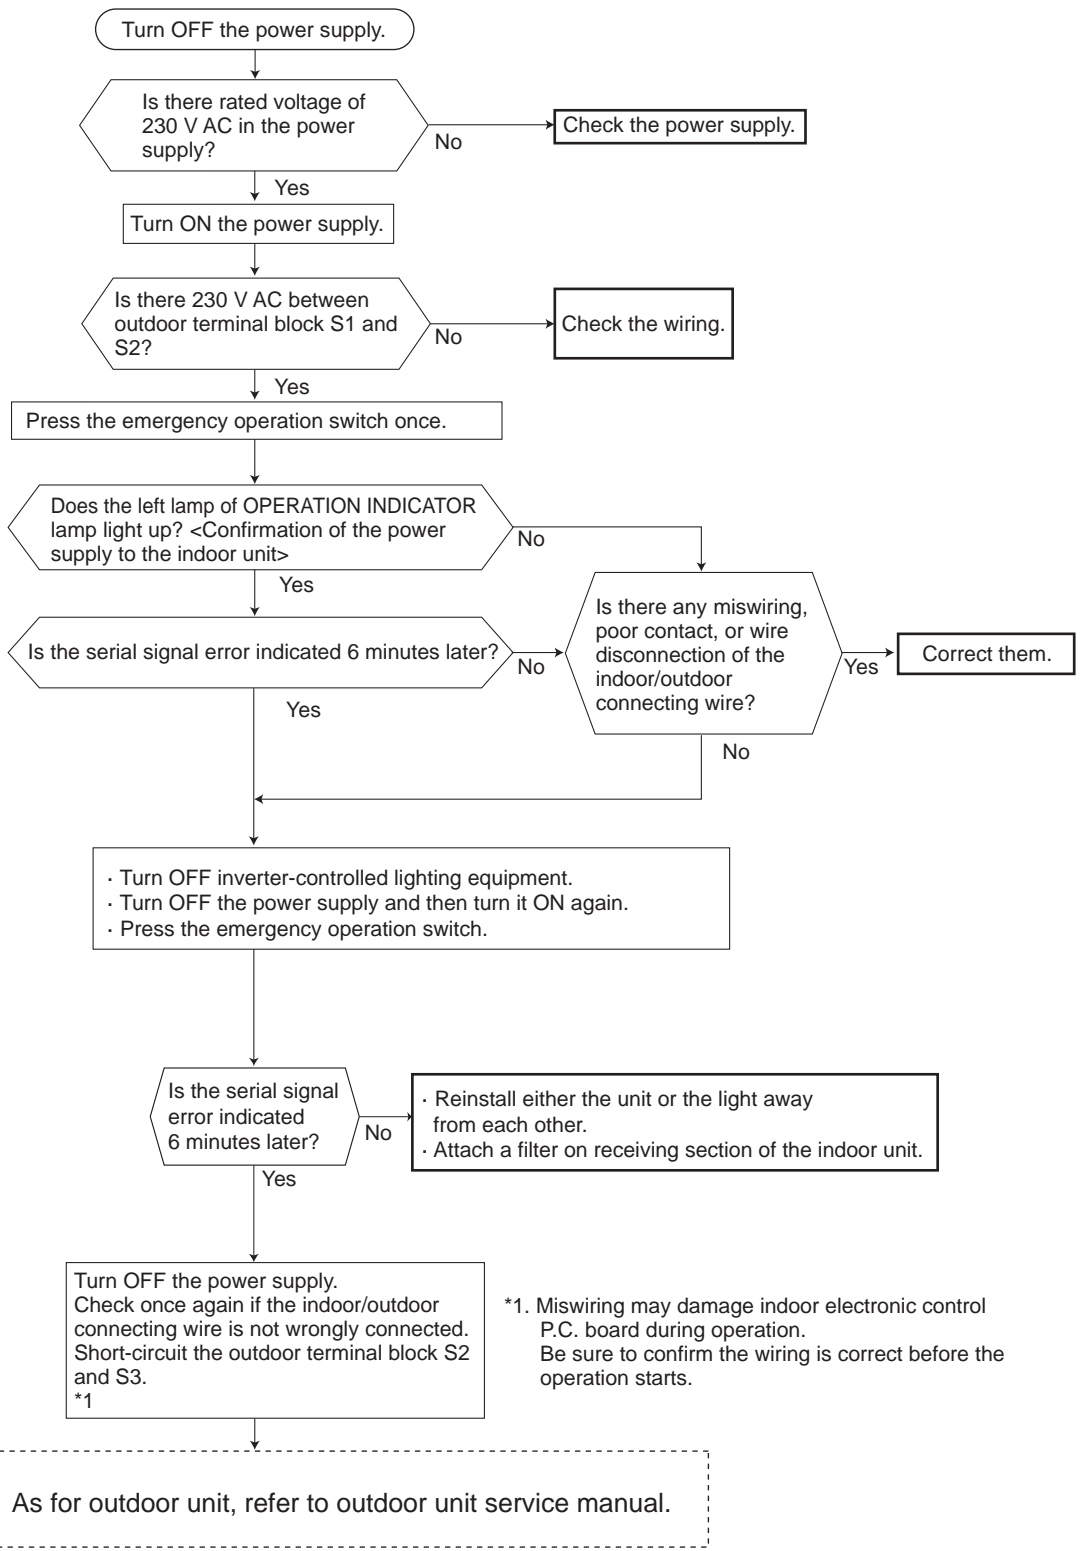 Turn OFF the power supply.
Is there rated voltage of
230 V AC in the power
supply?
No
Check the power supply.
Yes
Turn ON the power supply.
Is there 230 V AC between
outdoor terminal block S1 and
S2?
No
Check the wiring.
Yes
Press the emergency operation switch once.
Does the left lamp of OPERATION INDICATOR
lamp light up? <Confirmation of the power
supply to the indoor unit>
No
Yes
Is the serial signal error indicated 6 minutes later?
No
Yes
Is there any miswiring,
poor contact, or wire
disconnection of the
indoor/outdoor
connecting wire?
Yes
Correct them.
No
· Turn OFF inverter-controlled lighting equipment.
· Turn OFF the power supply and then turn it ON again.
· Press the emergency operation switch.
Is the serial signal
error indicated
6 minutes later?
No
· Reinstall either the unit or the light away
from each other.
· Attach a filter on receiving section of the indoor unit.
Yes
Turn OFF the power supply.
Check once again if the indoor/outdoor
connecting wire is not wrongly connected.
Short-circuit the outdoor terminal block S2
and S3.
*1
*1. Miswiring may damage indoor electronic control
P.C. board during operation.
Be sure to confirm the wiring is correct before the
operation starts.
As for outdoor unit, refer to outdoor unit service manual.